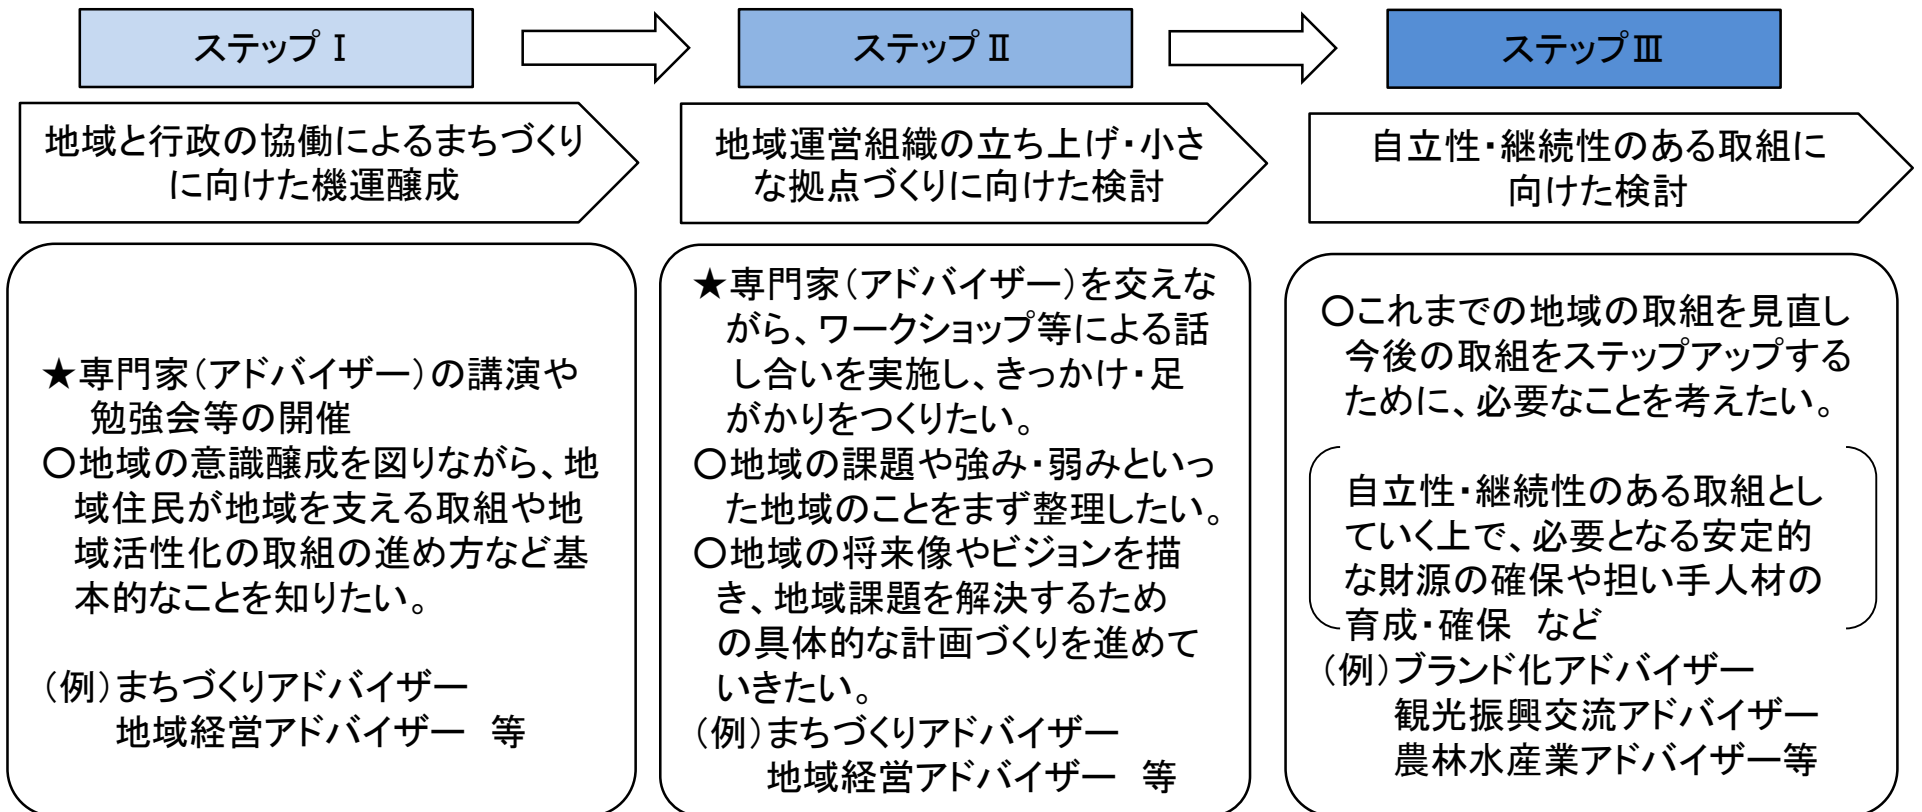 ステップⅠ
ステップⅡ
ステップⅢ
地域と行政の協働によるまちづくり
に向けた機運醸成
地域運営組織の立ち上げ・小さ
な拠点づくりに向けた検討
自立性・継続性のある取組に
向けた検討
★専門家(アドバイザー)の講演や
勉強会等の開催
○地域の意識醸成を図りながら、地
域住民が地域を支える取組や地
域活性化の取組の進め方など基
本的なことを知りたい。
(例)まちづくりアドバイザー
地域経営アドバイザー 等
★専門家(アドバイザー)を交えな
がら、ワークショップ等による話
し合いを実施し、きっかけ・足
がかりをつくりたい。
○地域の課題や強み・弱みといっ
た地域のことをまず整理したい。
○地域の将来像やビジョンを描
き、地域課題を解決するため
の具体的な計画づくりを進めて
いきたい。
(例)まちづくりアドバイザー
地域経営アドバイザー 等
○これまでの地域の取組を見直し
今後の取組をステップアップする
ために、必要なことを考えたい。
自立性・継続性のある取組とし
ていく上で、必要となる安定的
な財源の確保や担い手人材の
育成・確保 など
(例)ブランド化アドバイザー
観光振興交流アドバイザー
農林水産業アドバイザー等